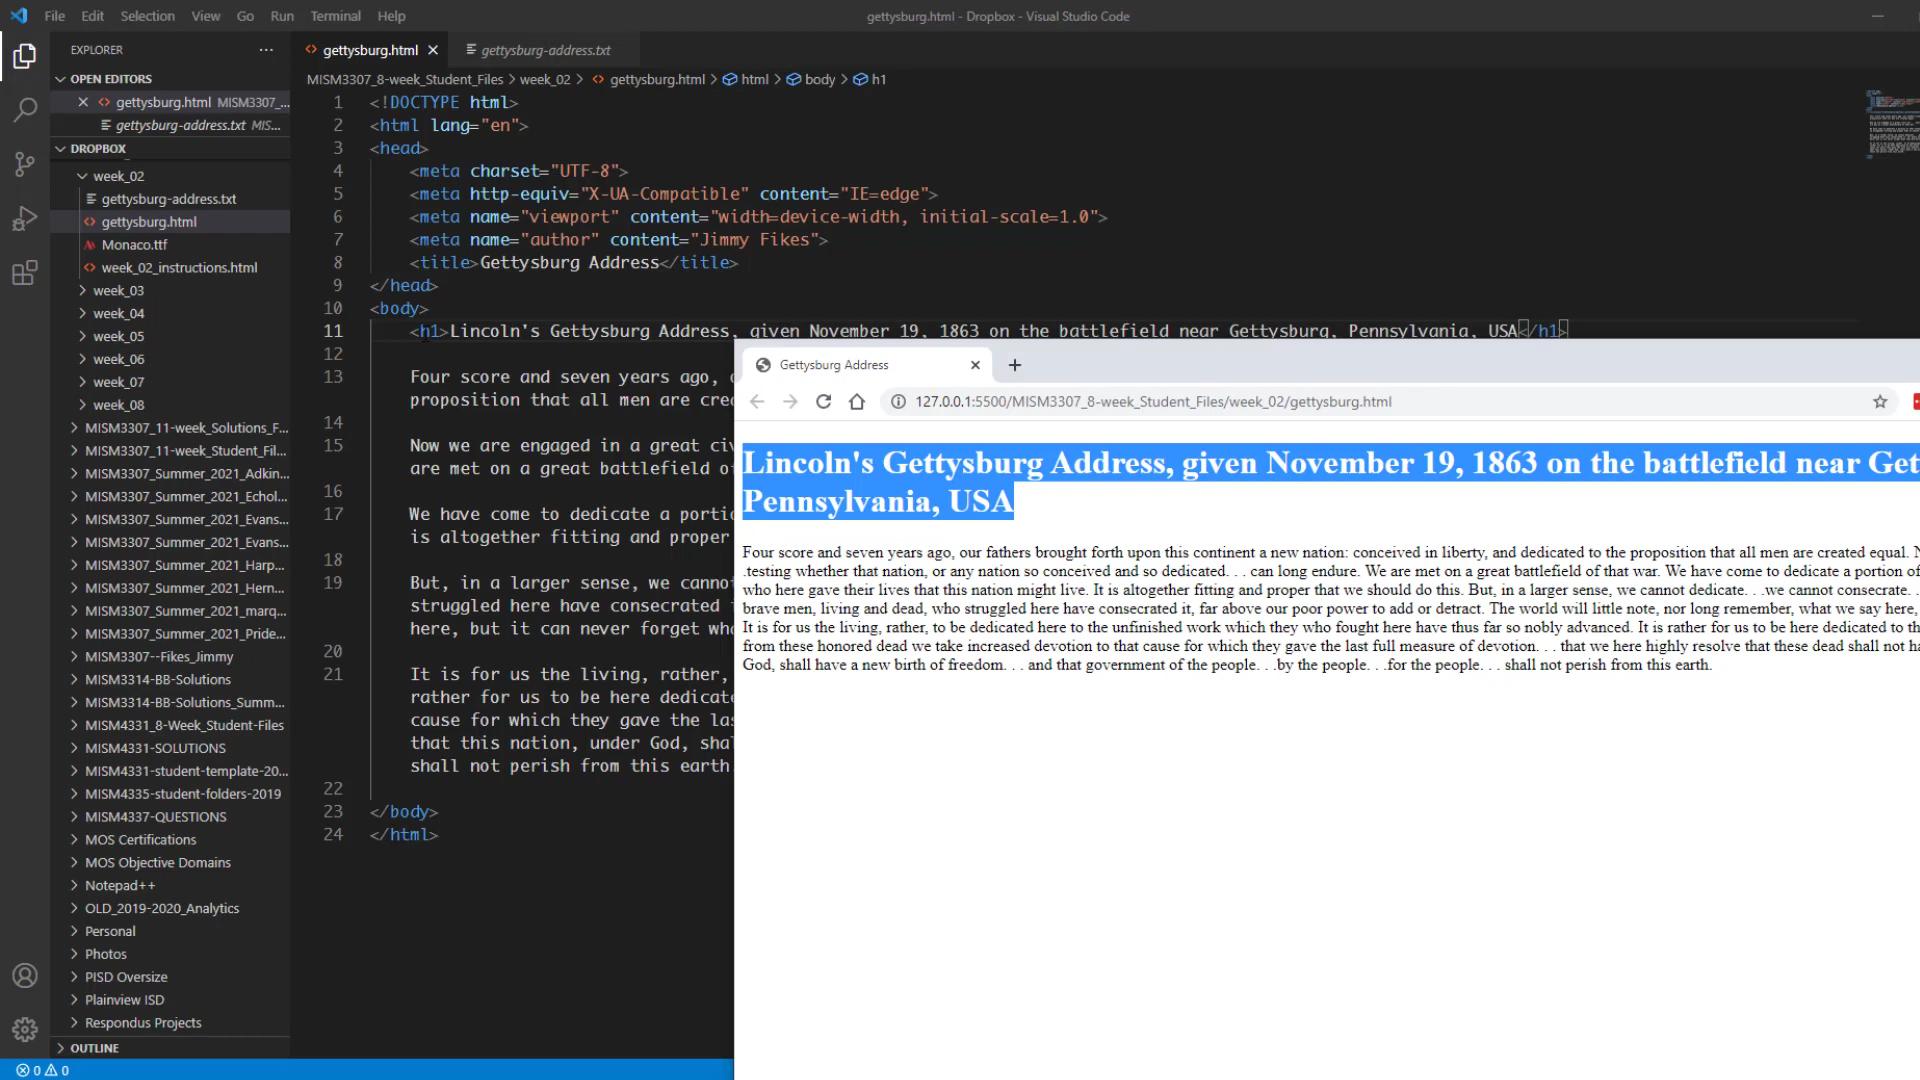 File Edit Selection View Go Run Terminal Help
gettysburg.html - Dropbox - Visual Studio Code
EXPLORER
OPEN EDITORS
gettysburg.html MISM3307_...
gettysburg-address.txt MIS...
DROPBOX
week_02
gettysburg-address.txt
gettysburg.html
Monaco.ttf
week_02_instructions.html
week_03
week_04
week_05
week_06
week_07
week_08
MISM3307_11-week_Solutions_F...
MISM3307_11-week_Student_Fil...
MISM3307_Summer_2021_Adkin...
MISM3307_Summer_2021_Echol...
MISM3307_Summer_2021_Evans...
MISM3307_Summer_2021_Evans...
MISM3307_Summer_2021_Harp...
MISM3307_Summer_2021_Hern...
MISM3307_Summer_2021_marq...
MISM3307_Summer_2021_Pride...
MISM3307--Fikes_Jimmy
MISM3314-BB-Solutions
MISM3314-BB-Solutions_Summ...
MISM4331_8-Week_Student-Files
MISM4331-SOLUTIONS
MISM4331-student-template-20...
MISM4335-student-folders-2019
MISM4337-QUESTIONS
MOS Certifications
MOS Objective Domains
Notepad++
OLD_2019-2020_Analytics
Personal
Photos
PISD Oversize
Plainview ISD
Respondus Projects
OUTLINE
0 0
gettysburg.html gettysburg-address.txt
MISM3307_8-week_Student_Files > week_02 > gettysburg.html > html > body > h1
1 <!DOCTYPE html>
2 <html lang="en">
3 <head>
4 <meta charset="UTF-8">
5 <meta http-equiv="X-UA-Compatible" content="IE=edge">
6 <meta name="viewport" content="width=device-width, initial-scale=1.0">
7 <meta name="author" content="Jimmy Fikes">
8 <title>Gettysburg Address</title>
9 </head>
10 <body>
11 <h1>Lincoln's Gettysburg Address, given November 19, 1863 on the battlefield near Gettysburg, Pennsylvania, USA</h1>
12
13 Four score and seven years ago,
proposition that all men are
14
15 Now we are engaged in a great
are met on a great battlefield
16
17 We have come to dedicate a
is altogether fitting and proper
18
19 But, in a larger sense, we
struggled here have consecrated
here, but it can never forget
20
21 It is for us the living, rather,
rather for us to be here
cause for which they gave the
that this nation, under God,
shall not perish from this earth
22
23 </body>
24 </html>
Gettysburg Address
127.0.0.1:5500/MISM3307_8-week_Student_Files/week_02/gettysburg.html
Lincoln's Gettysburg Address, given November 19, 1863 on the battlefield near Get
Pennsylvania, USA
Four score and seven years ago, our fathers brought forth upon this continent a new nation: conceived in liberty, and dedicated to the proposition that all men are created equal.
.testing whether that nation, or any nation so conceived and so dedicated. . . can long endure. We are met on a great battlefield of that war. We have come to dedicate a portion of
who here gave their lives that this nation might live. It is altogether fitting and proper that we should do this. But, in a larger sense, we cannot dedicate. . .we cannot consecrate. .
brave men, living and dead, who struggled here have consecrated it, far above our poor power to add or detract. The world will little note, nor long remember, what we say here,
It is for us the living, rather, to be dedicated here to the unfinished work which they who fought here have thus far so nobly advanced. It is rather for us to be here dedicated to
from these honored dead we take increased devotion to that cause for which they gave the last full measure of devotion. . . that we here highly resolve that these dead shall not
God, shall have a new birth of freedom. . . and that government of the people. . .by the people. . .for the people. . . shall not perish from this earth.